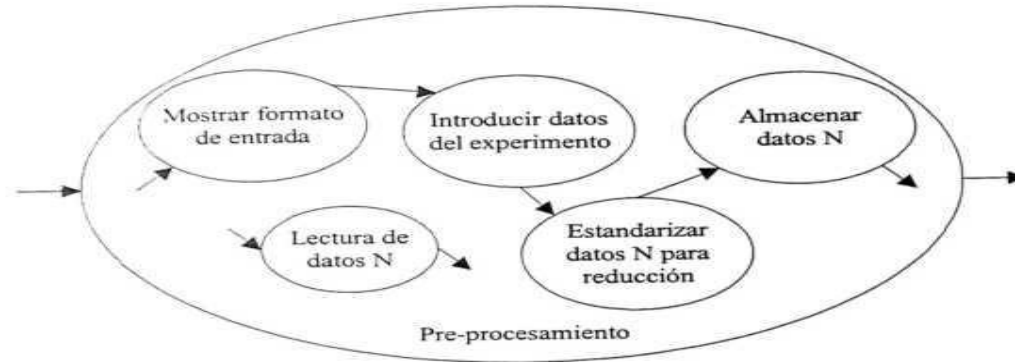 Mostrar formato
de entrada
Introducir datos
del experimento
Almacenar
datos N
Lectura de
datos N
Estandarizar
datos N para
reducción
Pre-procesamiento